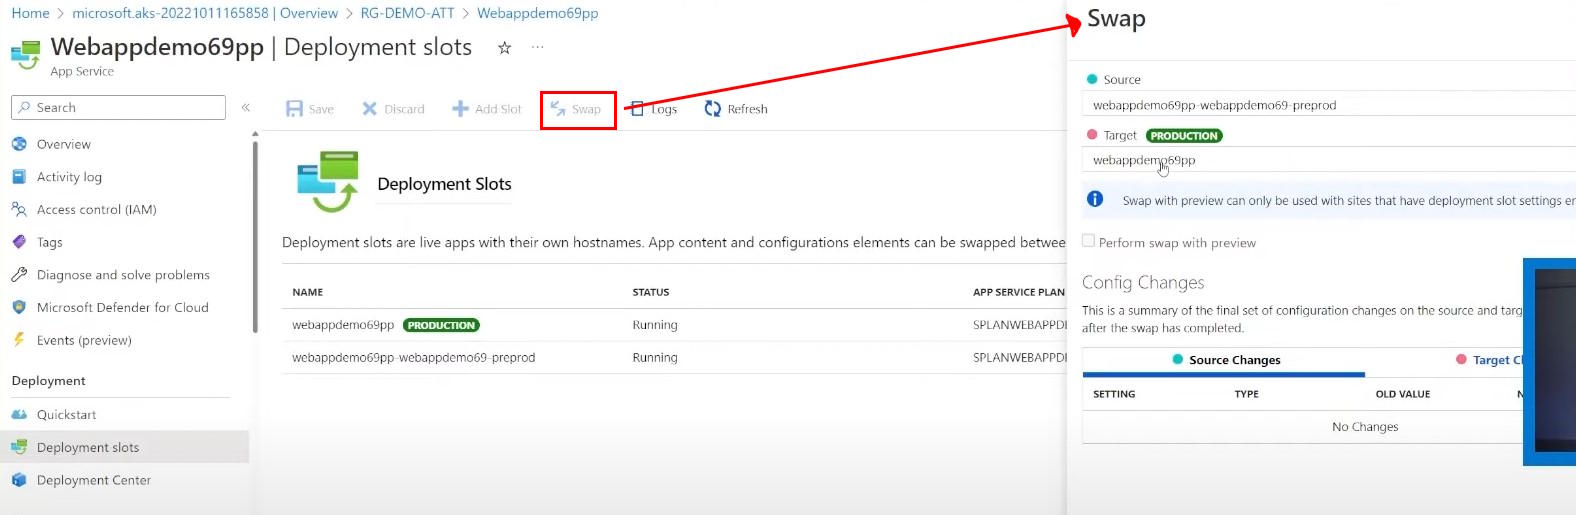 Home > microsoft.aks-20221011165858 | Overview > RG-DEMO-ATT > Webappdemo69pp
Webappdemo69pp | Deployment slots
App Service
Search
Overview
Activity log
Access control (IAM)
Tags
Diagnose and solve problems
Microsoft Defender for Cloud
Events (preview)
Deployment
Quickstart
Deployment slots
Deployment Center
Save Discard Add Slot Swap Logs Refresh
Deployment Slots
Deployment slots are live apps with their own hostnames. App content and configurations elements can be swapped between
NAME STATUS APP SERVICE PLAN
webappdemo69pp PRODUCTION Running SPLANWEBAPPDE
webappdemo69pp-webappdemo69-preprod Running SPLANWEBAPPDE
Swap
Source
webappdemo69pp-webappdemo69-preprod
Target PRODUCTION
webappdemo69pp
Swap with preview can only be used with sites that have deployment slot settings
Perform swap with preview
Config Changes
This is a summary of the final set of configuration changes on the source and
after the swap has completed.
Source Changes Target
SETTING TYPE OLD VALUE
No Changes